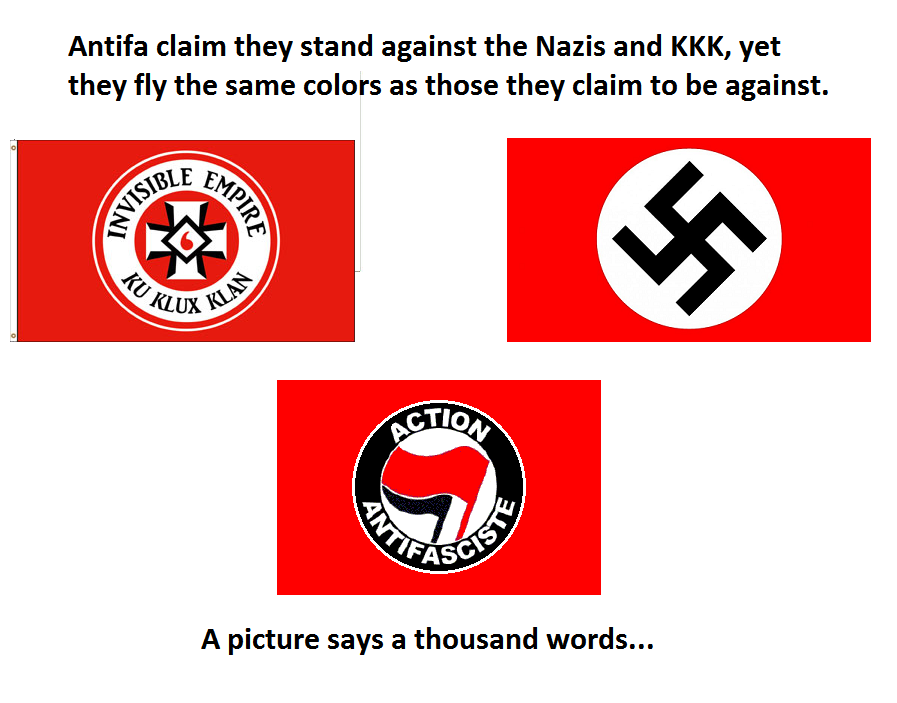 Antifa claim they stand against the Nazis and KKK, yet
they fly the same colors as those they claim to be against.
INVISIBLE EMPIRE
KU KLUX KLAN
ACTION
ANTIFASCISTE
A picture says a thousand words...